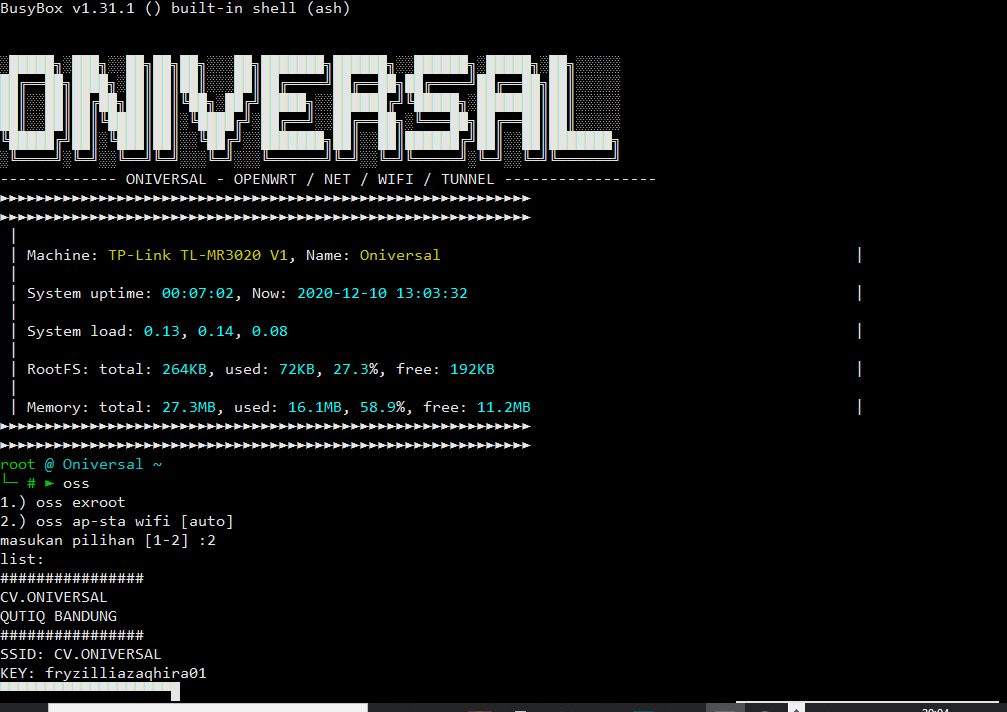 BusyBox v1.31.1 () built-in shell (ash)
ONIVERSAL
------------- ONIVERSAL - OPENWRT / NET / WIFI / TUNNEL -----------------
| Machine: TP-Link TL-MR3020 V1, Name: Oniversal |
| System uptime: 00:07:02, Now: 2020-12-10 13:03:32 |
| System load: 0.13, 0.14, 0.08 |
| RootFS: total: 264KB, used: 72KB, 27.3%, free: 192KB |
| Memory: total: 27.3MB, used: 16.1MB, 58.9%, free: 11.2MB |
root @ Oniversal ~
└─ # ► oss
1.) oss exroot
2.) oss ap-sta wifi [auto]
masukan pilihan [1-2] :2
list:
################
CV.ONIVERSAL
QUTIQ BANDUNG
################
SSID: CV.ONIVERSAL
KEY: fryzilliazaqhira01